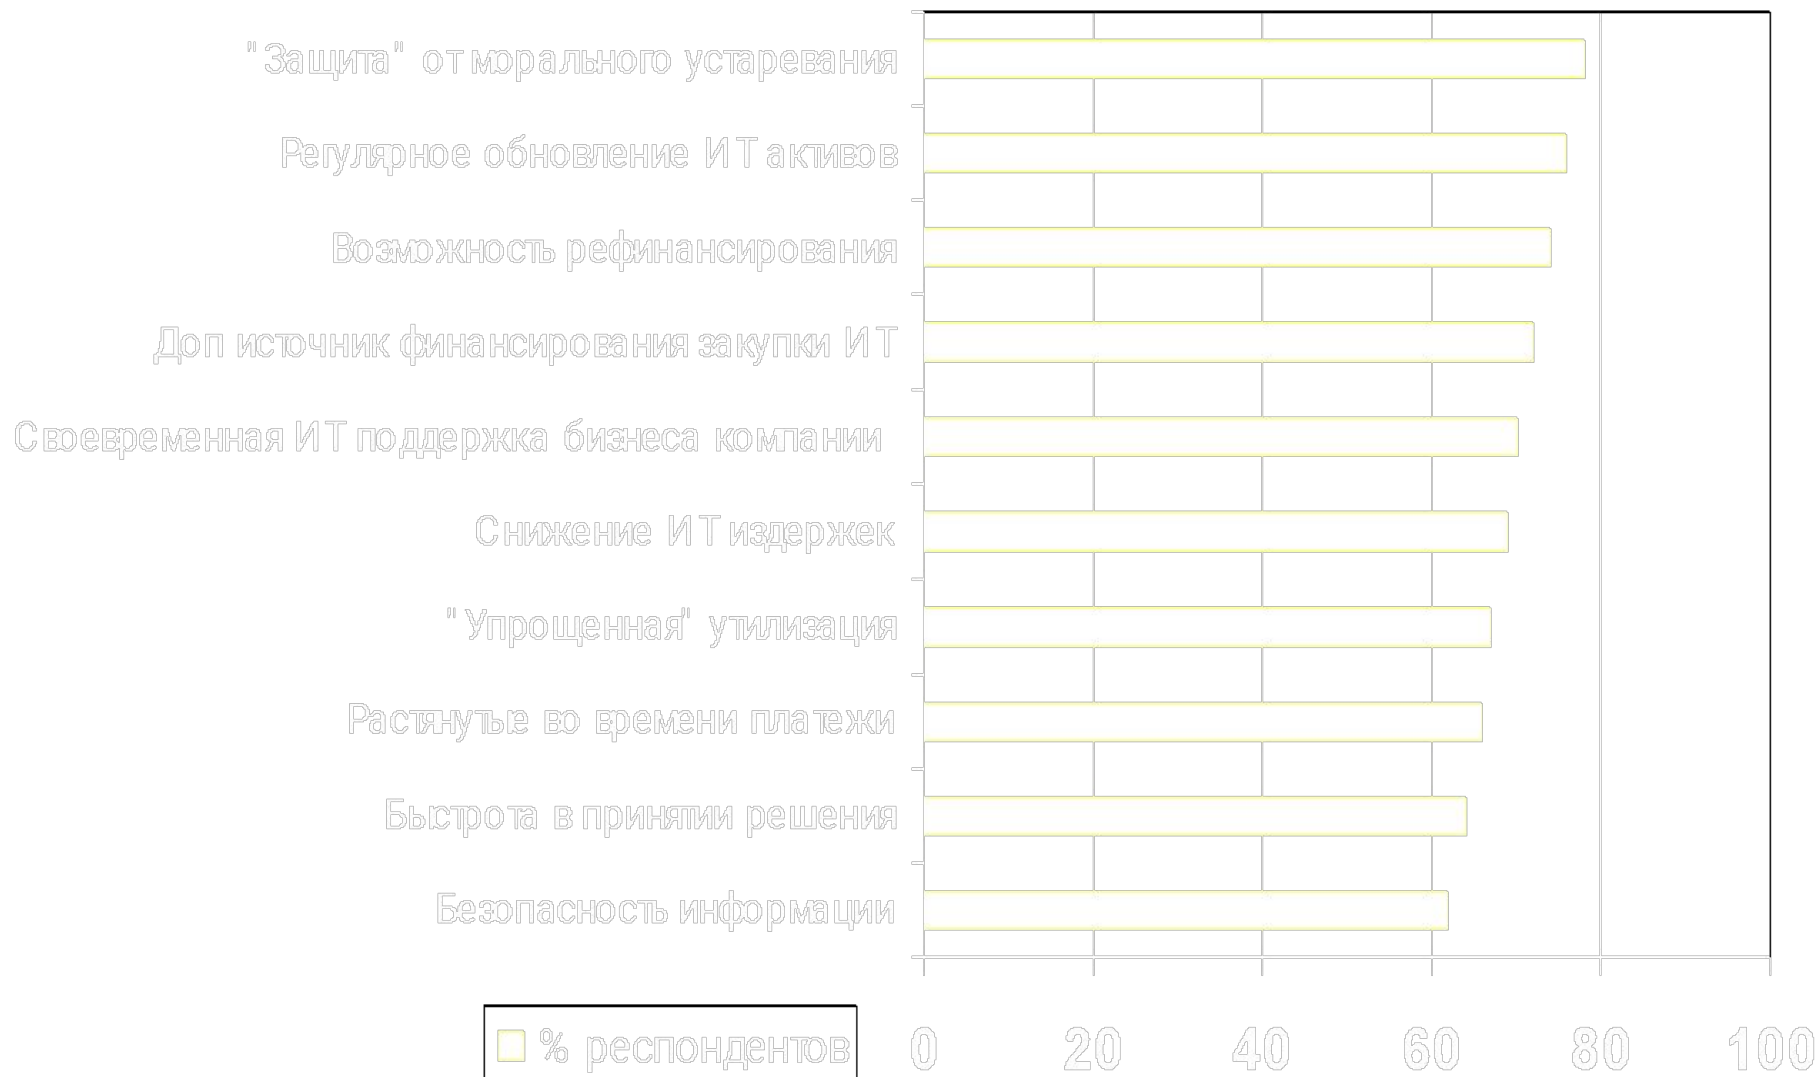 "Защита" от морального устаревания
Регулярное обновление ИТ активов
Возможность рефинансирования
Доп источник финансирования закупки ИТ
Своевременная ИТ поддержка бизнеса компании
Снижение ИТ издержек
"Упрощенная" утилизация
Растянутые во времени платежи
Быстрота в принятии решения
Безопасность информации
0 20 40 60 80 100
% респондентов